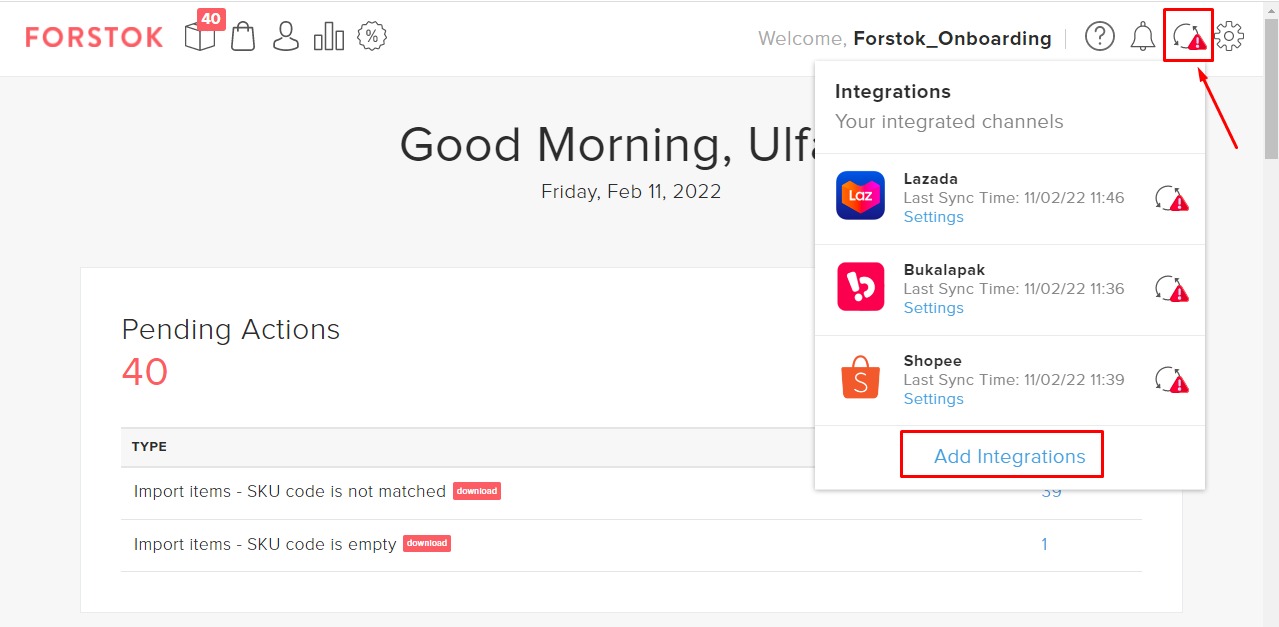 FORSTOK
40
%
Welcome, Forstok_Onboarding
?
Integrations
Your integrated channels
Good Morning, Ulf
Friday, Feb 11, 2022
Laz
Lazada
Last Sync Time: 11/02/22 11:46
Settings
Bukalapak
Last Sync Time: 11/02/22 11:36
Settings
S
Shopee
Last Sync Time: 11/02/22 11:39
Settings
Add Integrations
Pending Actions
40
TYPE
Import items - SKU code is not matched download 39
Import items - SKU code is empty download 1